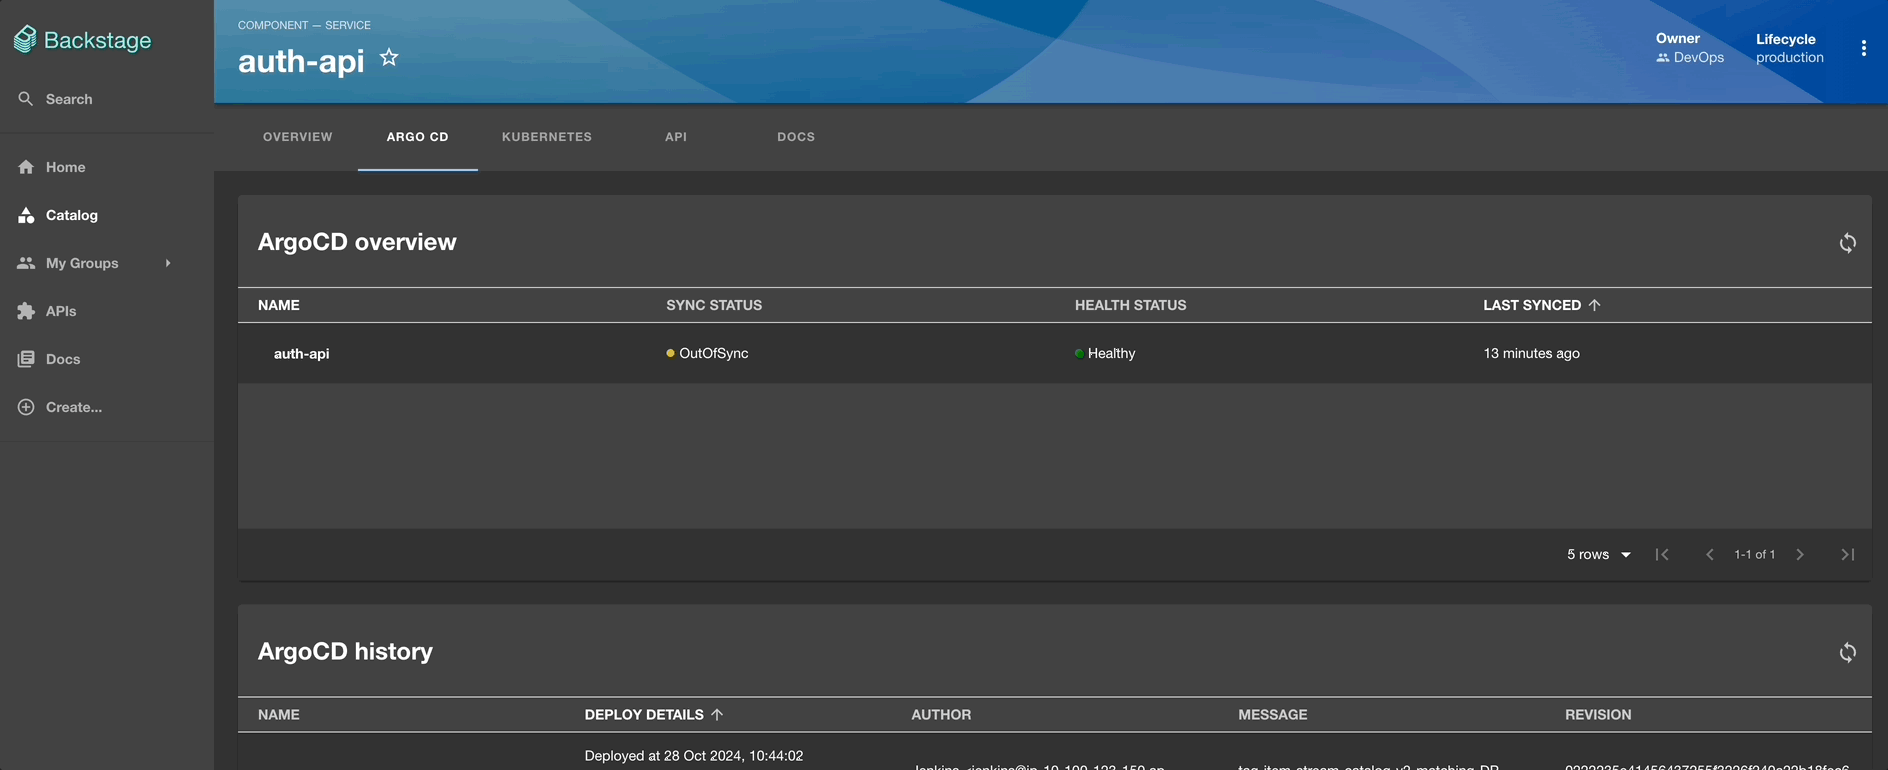 Backstage
Search
Home
Catalog
My Groups
APIs
Docs
Create...
COMPONENT — SERVICE
auth-api
Owner
DevOps
Lifecycle
production
OVERVIEW
ARGO CD
KUBERNETES
API
DOCS
ArgoCD overview
NAME SYNC STATUS HEALTH STATUS LAST SYNCED
auth-api OutOfSync Healthy 13 minutes ago
5 rows 1-1 of 1
ArgoCD history
NAME DEPLOY DETAILS AUTHOR MESSAGE REVISION
Deployed at 28 Oct 2024, 10:44:02